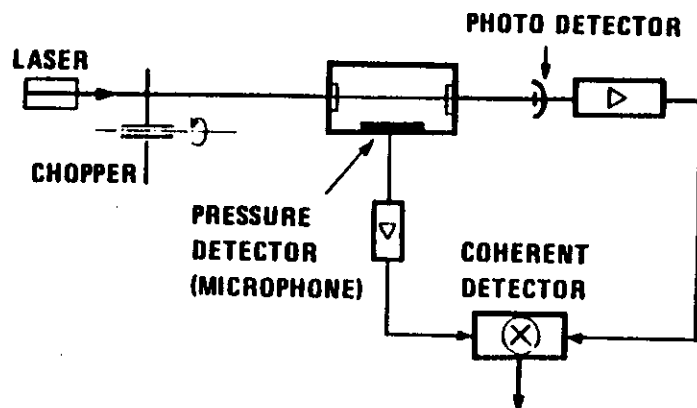 PHOTO DETECTOR
LASER
CHOPPER
PRESSURE
DETECTOR
(MICROPHONE)
COHERENT
DETECTOR